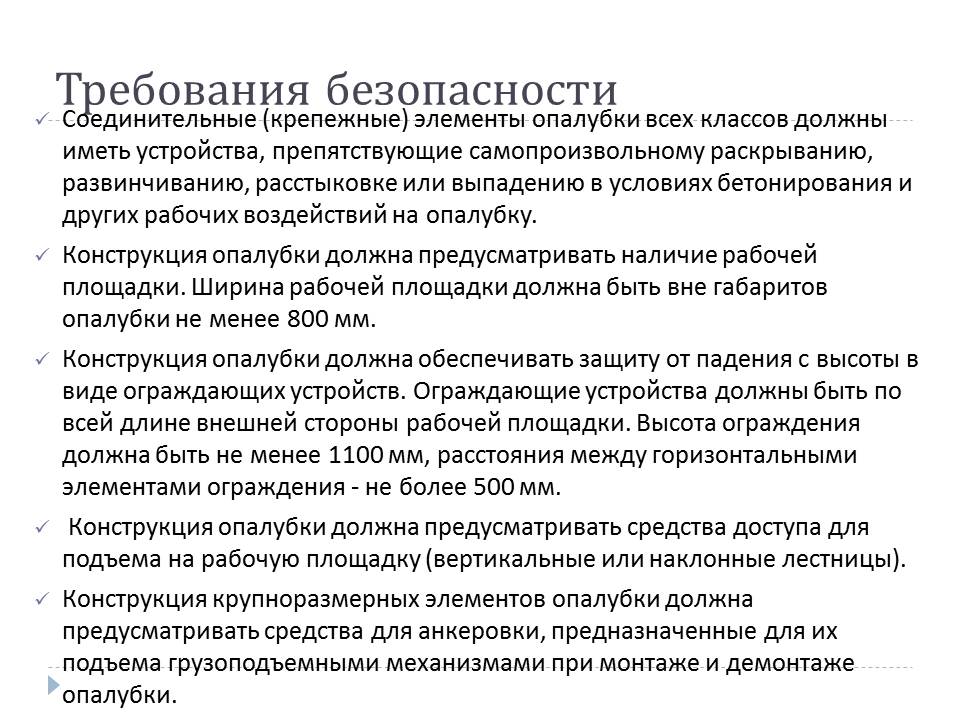 Требования безопасности
✓ Соединительные (крепежные) элементы опалубки всех классов должны
иметь устройства, препятствующие самопроизвольному раскрыванию,
развинчиванию, расстыковке или выпадению в условиях бетонирования и
других рабочих воздействий на опалубку.
✓ Конструкция опалубки должна предусматривать наличие рабочей
площадки. Ширина рабочей площадки должна быть вне габаритов
опалубки не менее 800 мм.
✓ Конструкция опалубки должна обеспечивать защиту от падения с высоты в
виде ограждающих устройств. Ограждающие устройства должны быть по
всей длине внешней стороны рабочей площадки. Высота ограждения
должна быть не менее 1100 мм, расстояния между горизонтальными
элементами ограждения - не более 500 мм.
✓ Конструкция опалубки должна предусматривать средства доступа для
подъема на рабочую площадку (вертикальные или наклонные лестницы).
✓ Конструкция крупноразмерных элементов опалубки должна
предусматривать средства для анкеровки, предназначенные для их
подъема грузоподъемными механизмами при монтаже и демонтаже
опалубки.